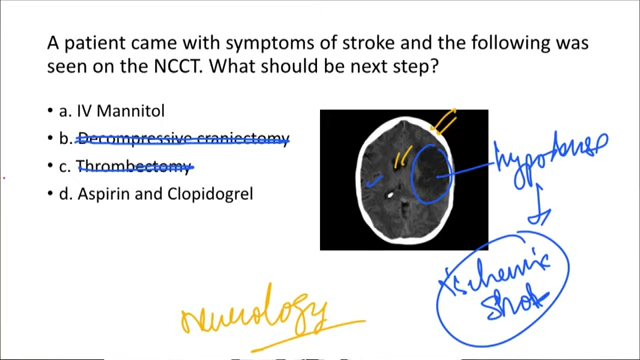 A patient came with symptoms of stroke and the following was
seen on the NCCT. What should be next step?
• a. IV Mannitol
• b. Decompressive craniectomy
• c. Thrombectomy
• d. Aspirin and Clopidogrel
hypodense
ischemic
strok
neurology